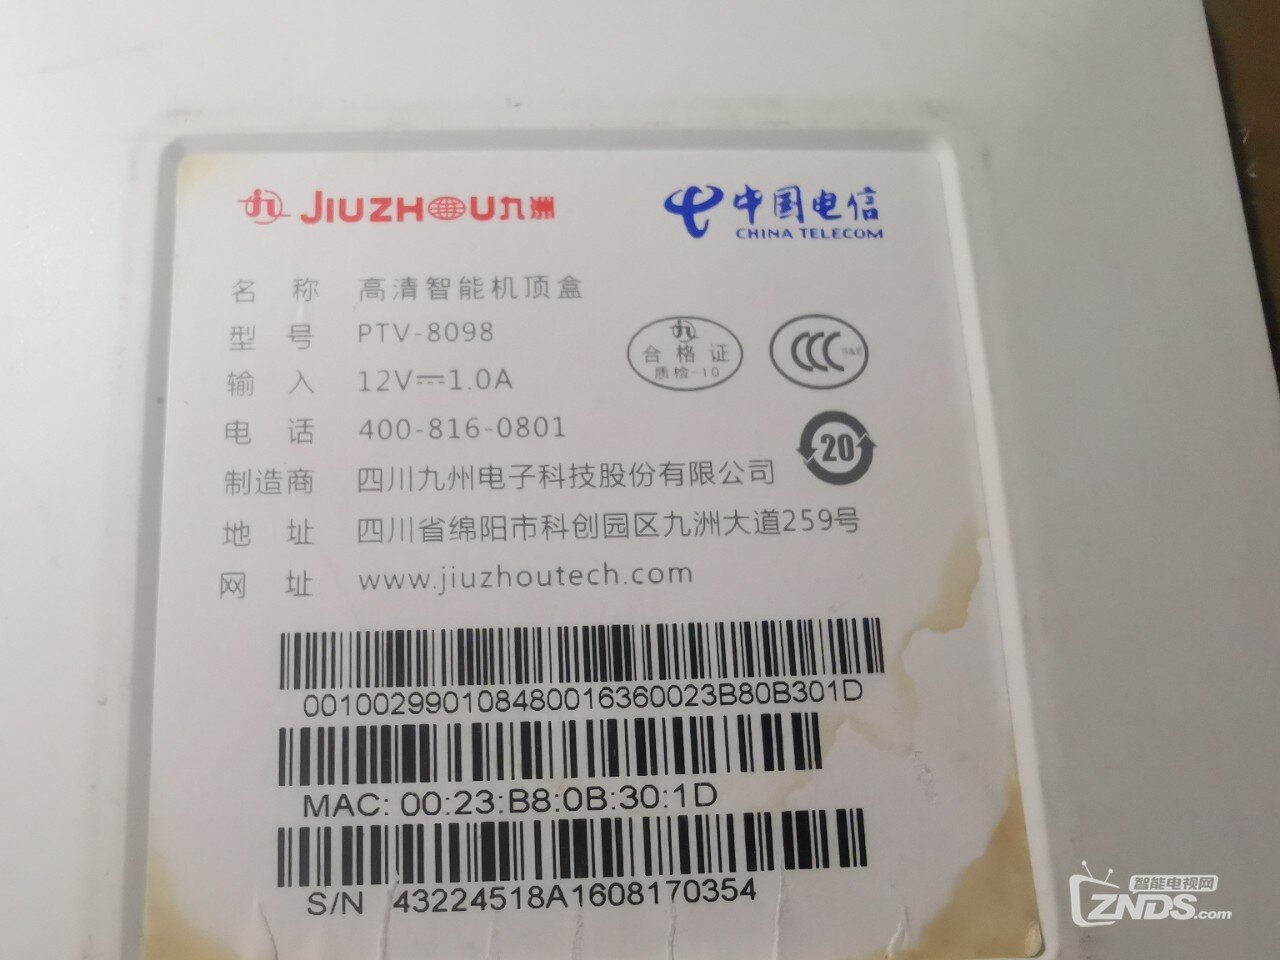 JIUZHOU九洲
中国电信
CHINA TELECOM
名 称 高清智能机顶盒
型 号 PTV-8098
输 入 12V⎓1.0A
电 话 400-816-0801
制造商 四川九州电子科技股份有限公司
地 址 四川省绵阳市科创园区九洲大道259号
网 址 www.jiuzhoutech.com
合格证
质检-10
CCC
S&E
20
001002990108480016360023B80B301D
MAC: 00:23:B8:0B:30:1D
S/N 43224518A1608170354
智能电视网
ZNDS.com